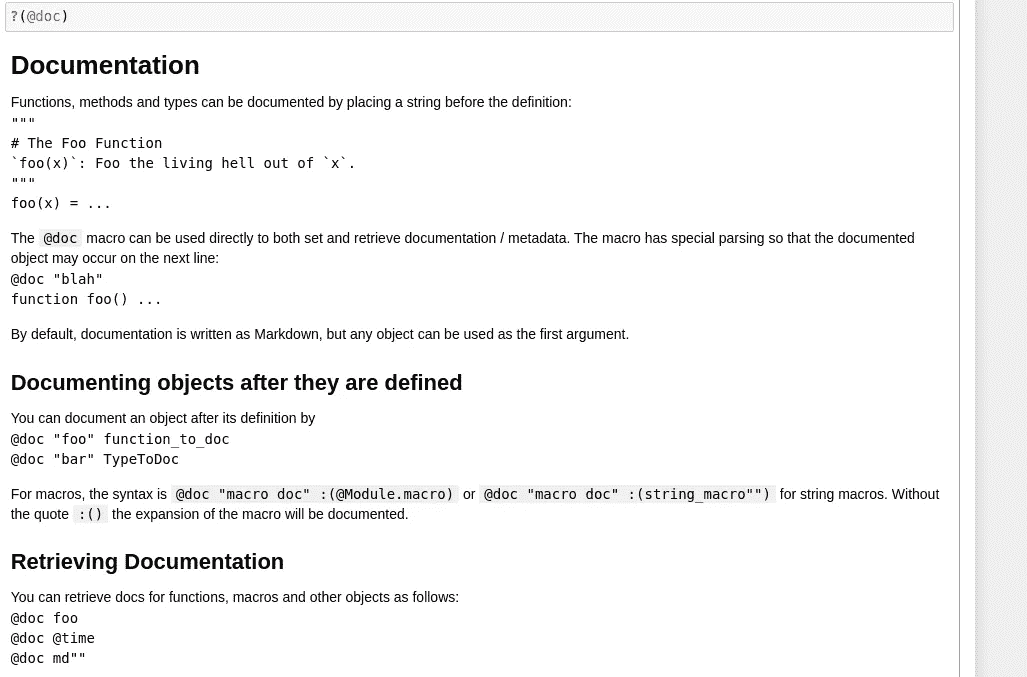 ?(@doc)
Documentation
Functions, methods and types can be documented by placing a string before the definition:
"""
# The Foo Function
`foo(x)`: Foo the living hell out of `x`.
"""
foo(x) = ...
The @doc macro can be used directly to both set and retrieve documentation / metadata. The macro has special parsing so that the documented
object may occur on the next line:
@doc "blah"
function foo() ...
By default, documentation is written as Markdown, but any object can be used as the first argument.
Documenting objects after they are defined
You can document an object after its definition by
@doc "foo" function_to_doc
@doc "bar" TypeToDoc
For macros, the syntax is @doc "macro doc" :(@Module.macro) or @doc "macro doc" :(string_macro"") for string macros. Without
the quote :() the expansion of the macro will be documented.
Retrieving Documentation
You can retrieve docs for functions, macros and other objects as follows:
@doc foo
@doc @time
@doc md""